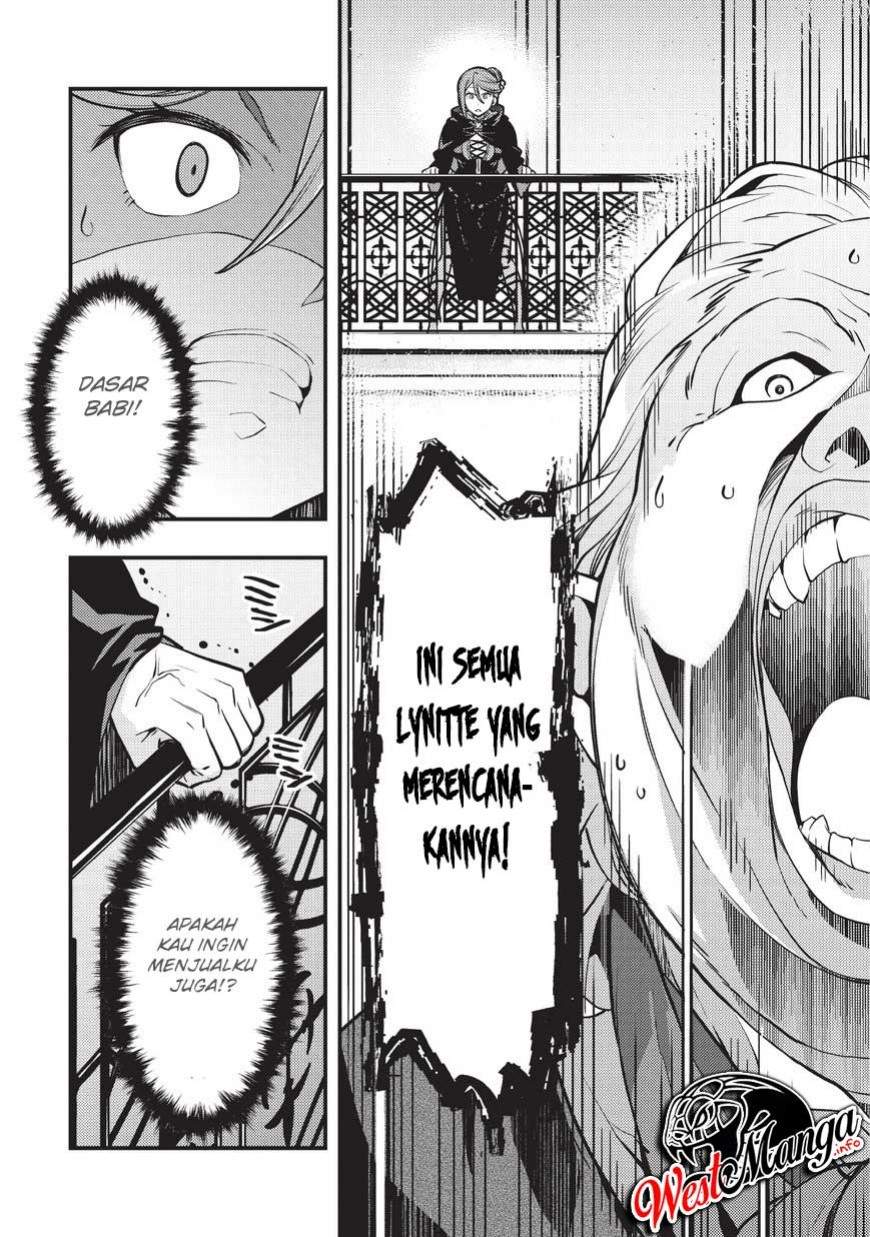 INI SEMUA
LYNITTE YANG
MERENCANA-
KANNYA!
DASAR
BABI!
APAKAH
KAU INGIN
MENJUALKU
JUGA!?
WestManga
.info